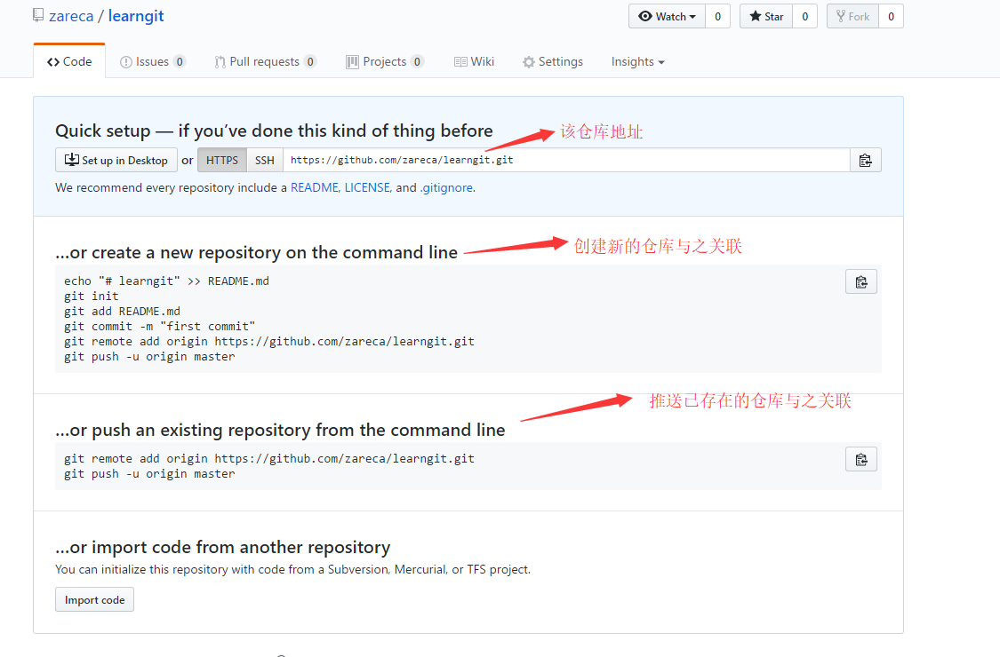 zareca / learngit
Watch 0 Star 0 Fork 0
Code Issues 0 Pull requests 0 Projects 0 Wiki Settings Insights
Quick setup — if you’ve done this kind of thing before
该仓库地址
Set up in Desktop or HTTPS SSH https://github.com/zareca/learngit.git
We recommend every repository include a README, LICENSE, and .gitignore.
…or create a new repository on the command line
创建新的仓库与之关联
echo "# learngit" >> README.md
git init
git add README.md
git commit -m "first commit"
git remote add origin https://github.com/zareca/learngit.git
git push -u origin master
推送已存在的仓库与之关联
…or push an existing repository from the command line
git remote add origin https://github.com/zareca/learngit.git
git push -u origin master
…or import code from another repository
You can initialize this repository with code from a Subversion, Mercurial, or TFS project.
Import code